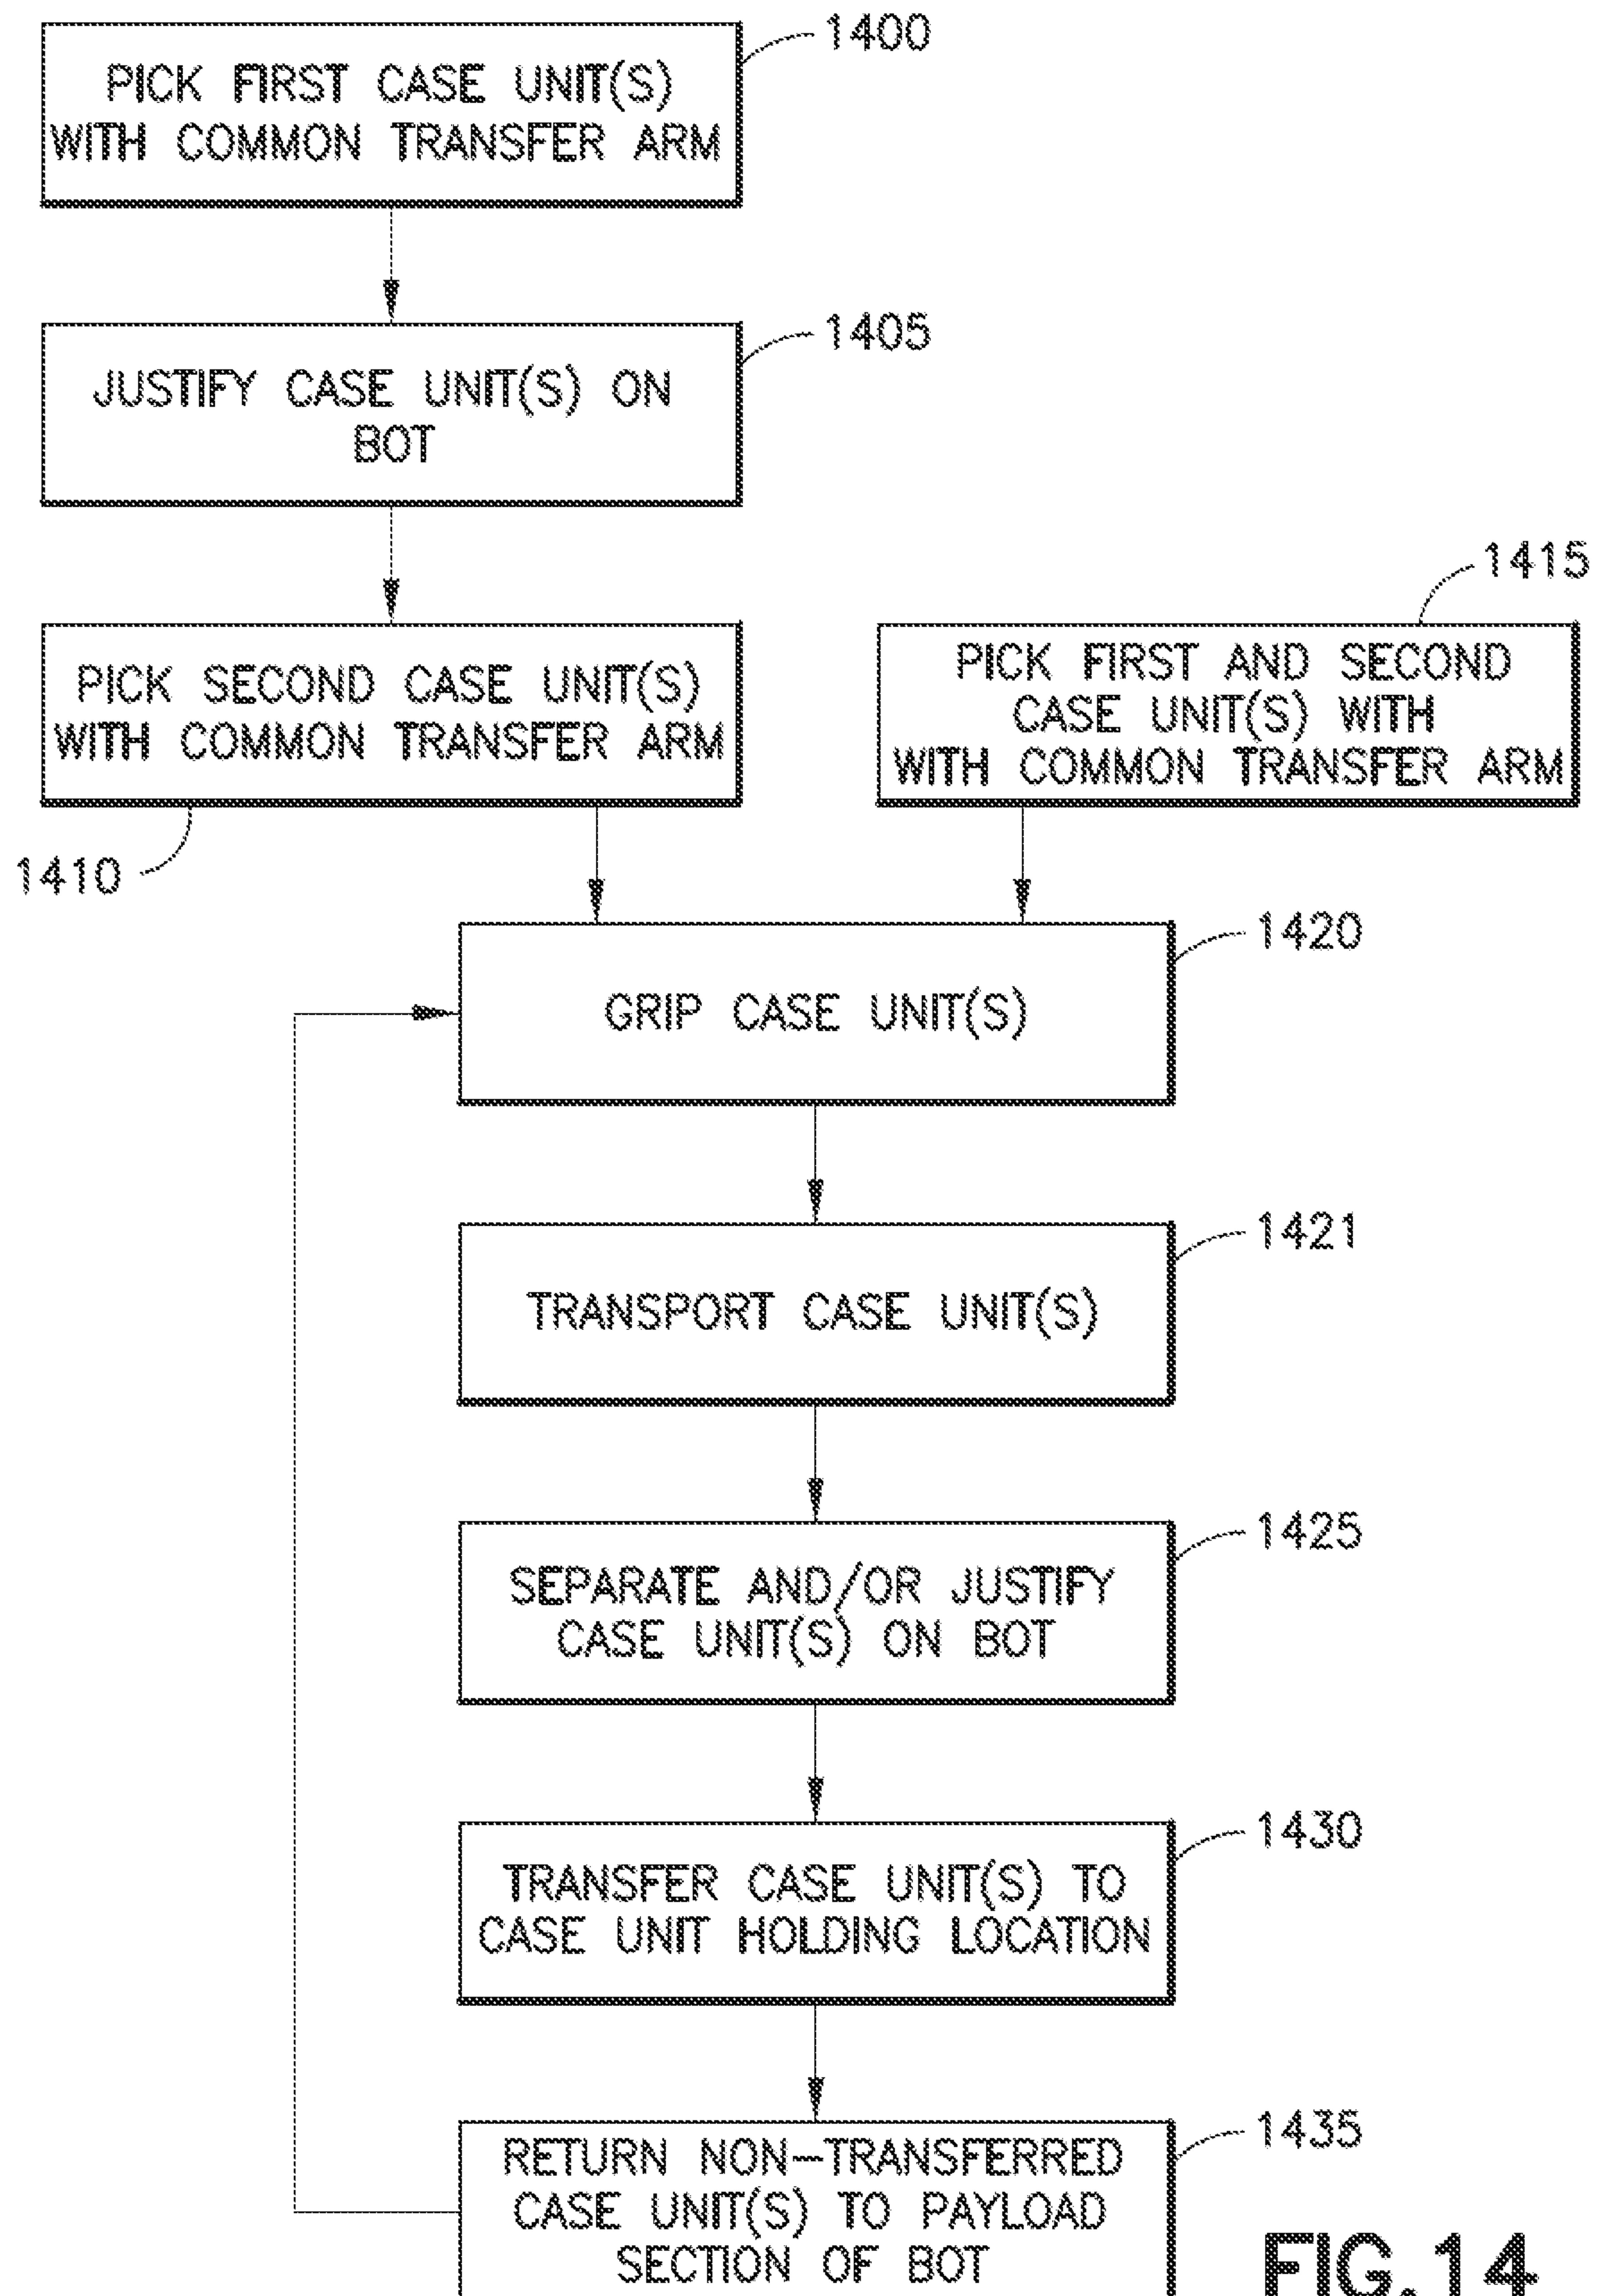 1400
PICK FIRST CASE UNIT(S)
WITH COMMON TRANSFER ARM
1405
JUSTIFY CASE UNIT(S) ON
BOT
1415
PICK SECOND CASE UNIT(S)
WITH COMMON TRANSFER ARM
PICK FIRST AND SECOND
CASE UNIT(S) WITH
WITH COMMON TRANSFER ARM
1410
1420
GRIP CASE UNIT(S)
1421
TRANSPORT CASE UNIT(S)
1425
SEPARATE AND/OR JUSTIFY
CASE UNIT(S) ON BOT
1430
TRANSFER CASE UNIT(S) TO
CASE UNIT HOLDING LOCATION
1435
RETURN NON-TRANSFERRED
CASE UNIT(S) TO PAYLOAD
SECTION OF BOT
FIG.14